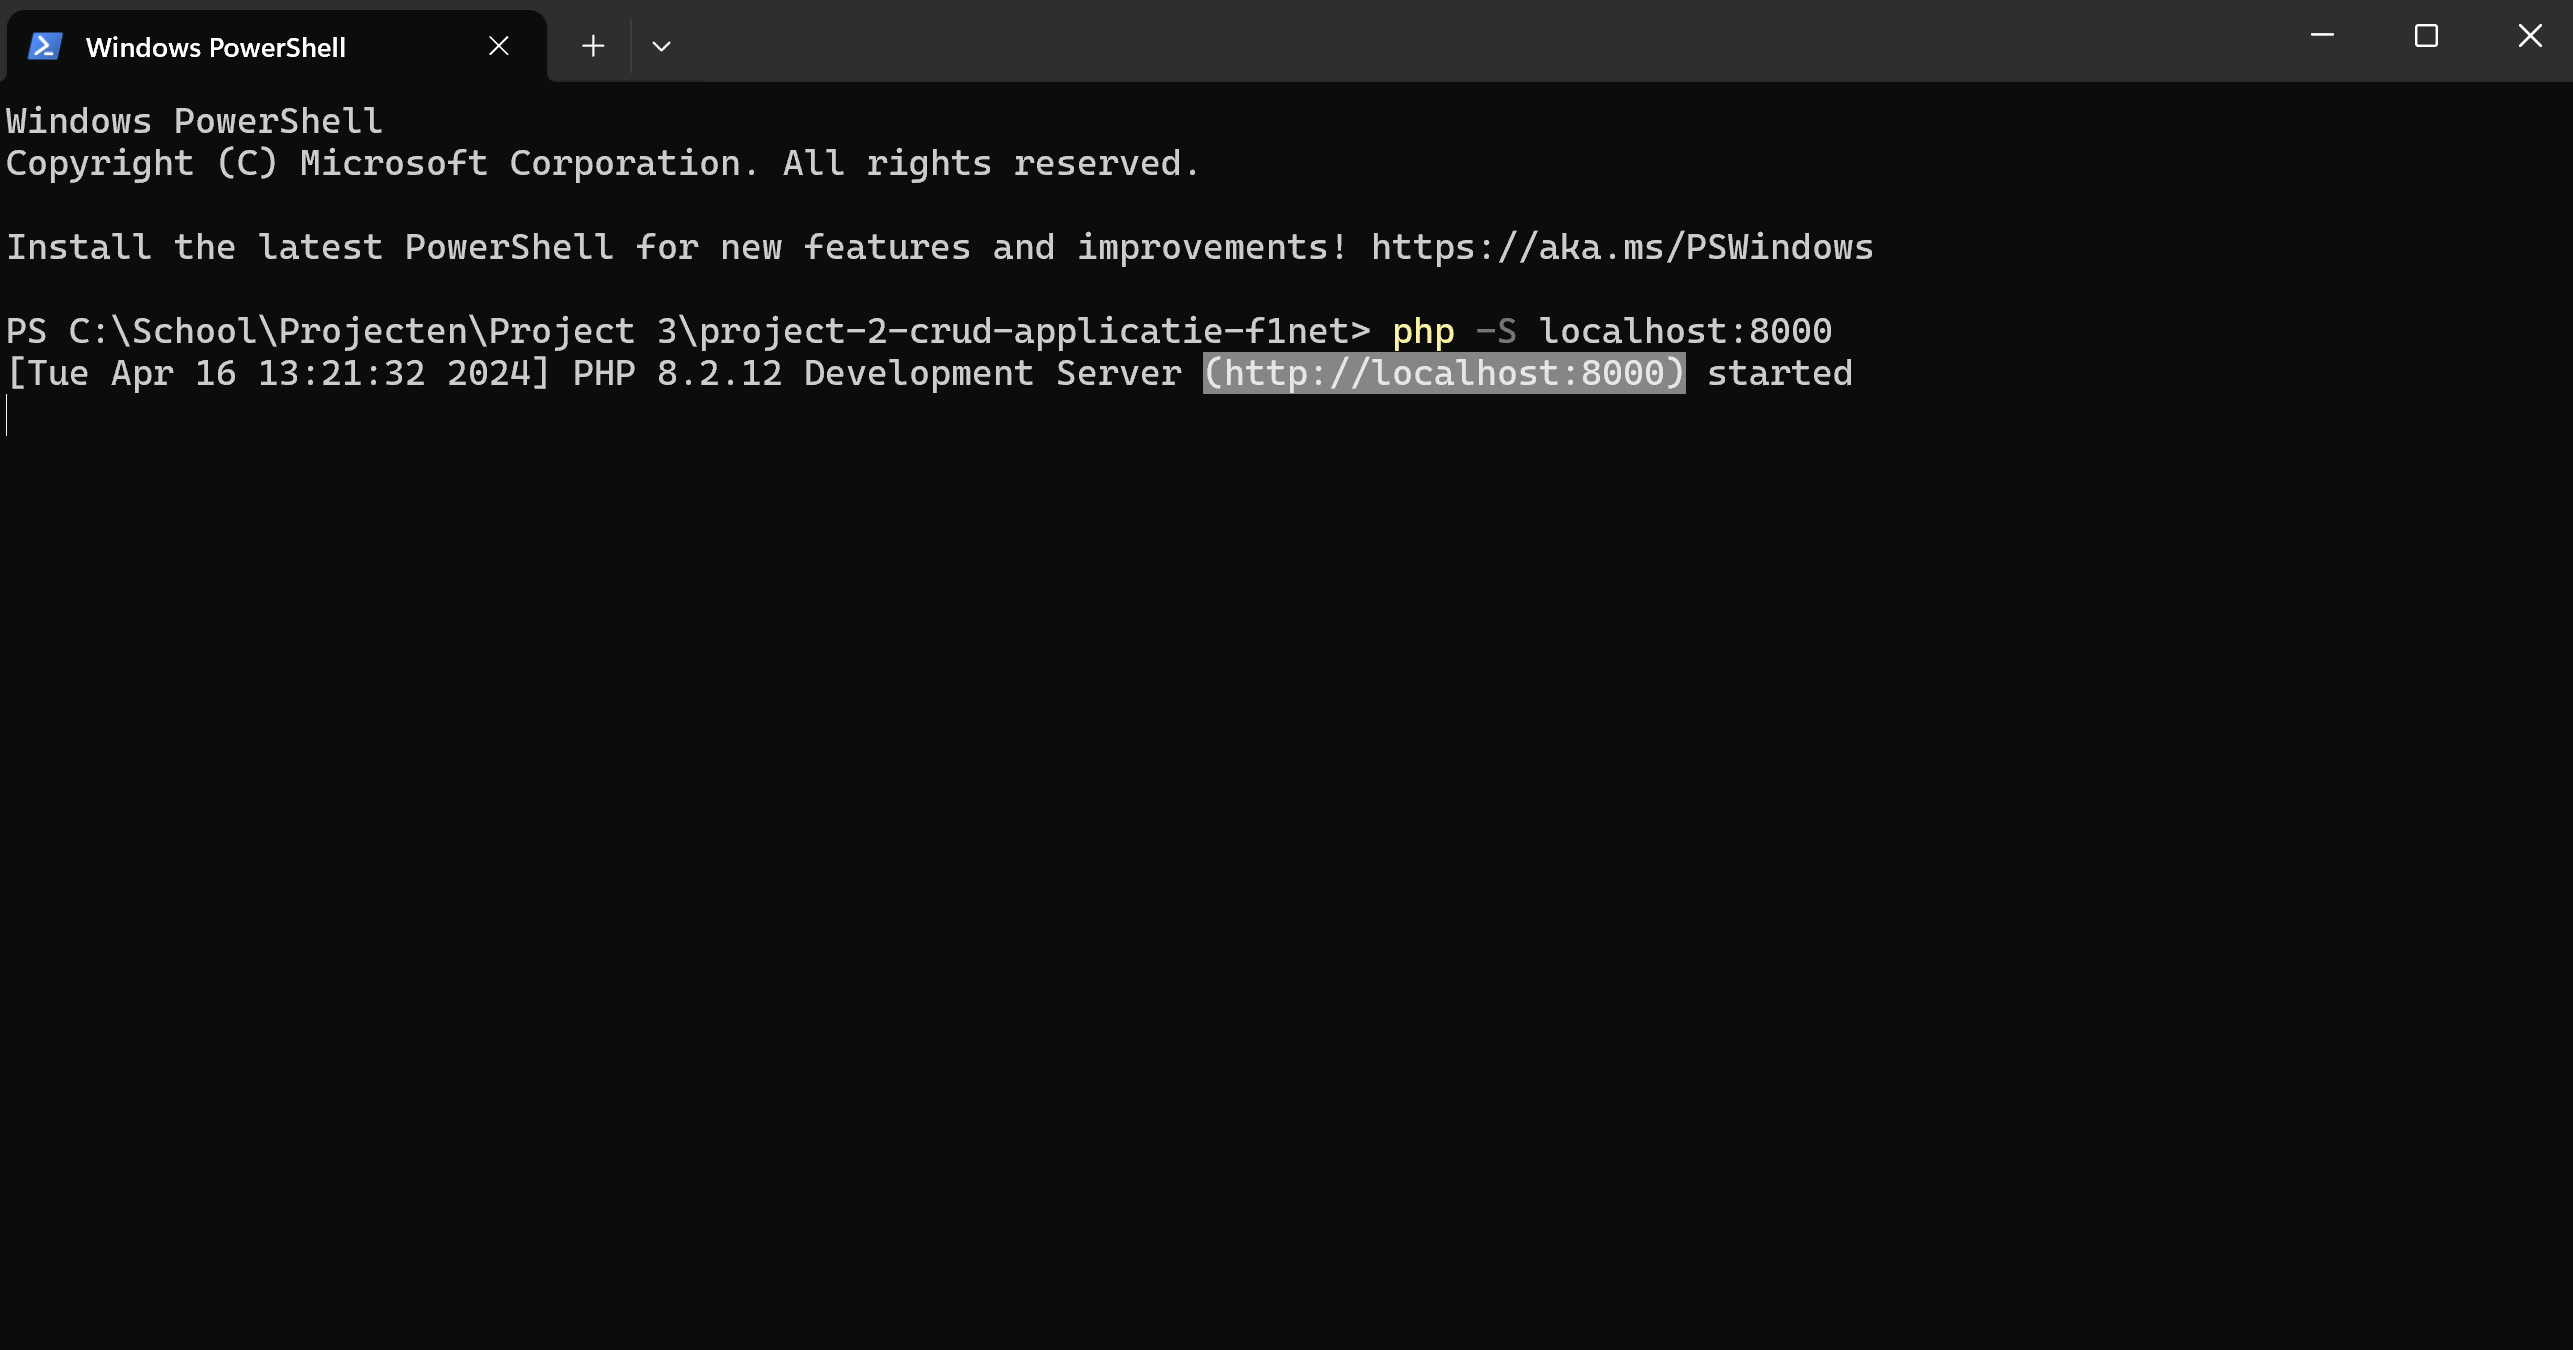 Windows PowerShell
Windows PowerShell
Copyright (C) Microsoft Corporation. All rights reserved.
Install the latest PowerShell for new features and improvements! https://aka.ms/PSWindows
PS C:\School\Projecten\Project 3\project-2-crud-applicatie-f1net> php -S localhost:8000
[Tue Apr 16 13:21:32 2024] PHP 8.2.12 Development Server (http://localhost:8000) started